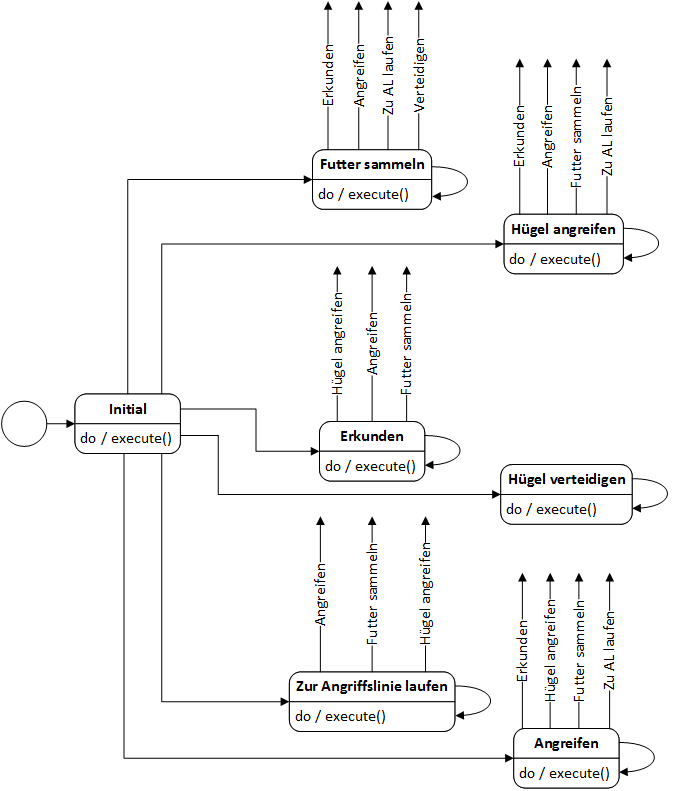 Erkunden
Angreifen
Zu AL laufen
Verteidigen
Futter sammeln
do / execute()
Erkunden
Angreifen
Futter sammeln
Zu AL laufen
Hügel angreifen
do / execute()
Hügel angreifen
Angreifen
Futter sammeln
Initial
do / execute()
Erkunden
do / execute()
Hügel verteidigen
do / execute()
Angreifen
Futter sammeln
Hügel angreifen
Zur Angriffslinie laufen
do / execute()
Erkunden
Hügel angreifen
Futter sammeln
Zu AL laufen
Angreifen
do / execute()